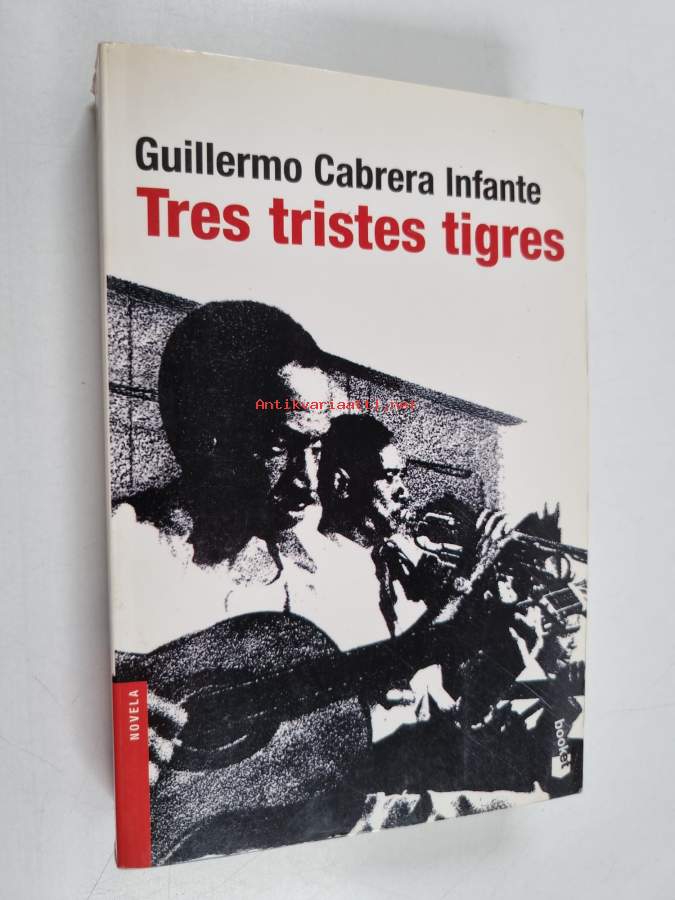 Guillermo Cabrera Infante
Tres tristes tigres
Antikvariaatti.net
NOVELA
booket